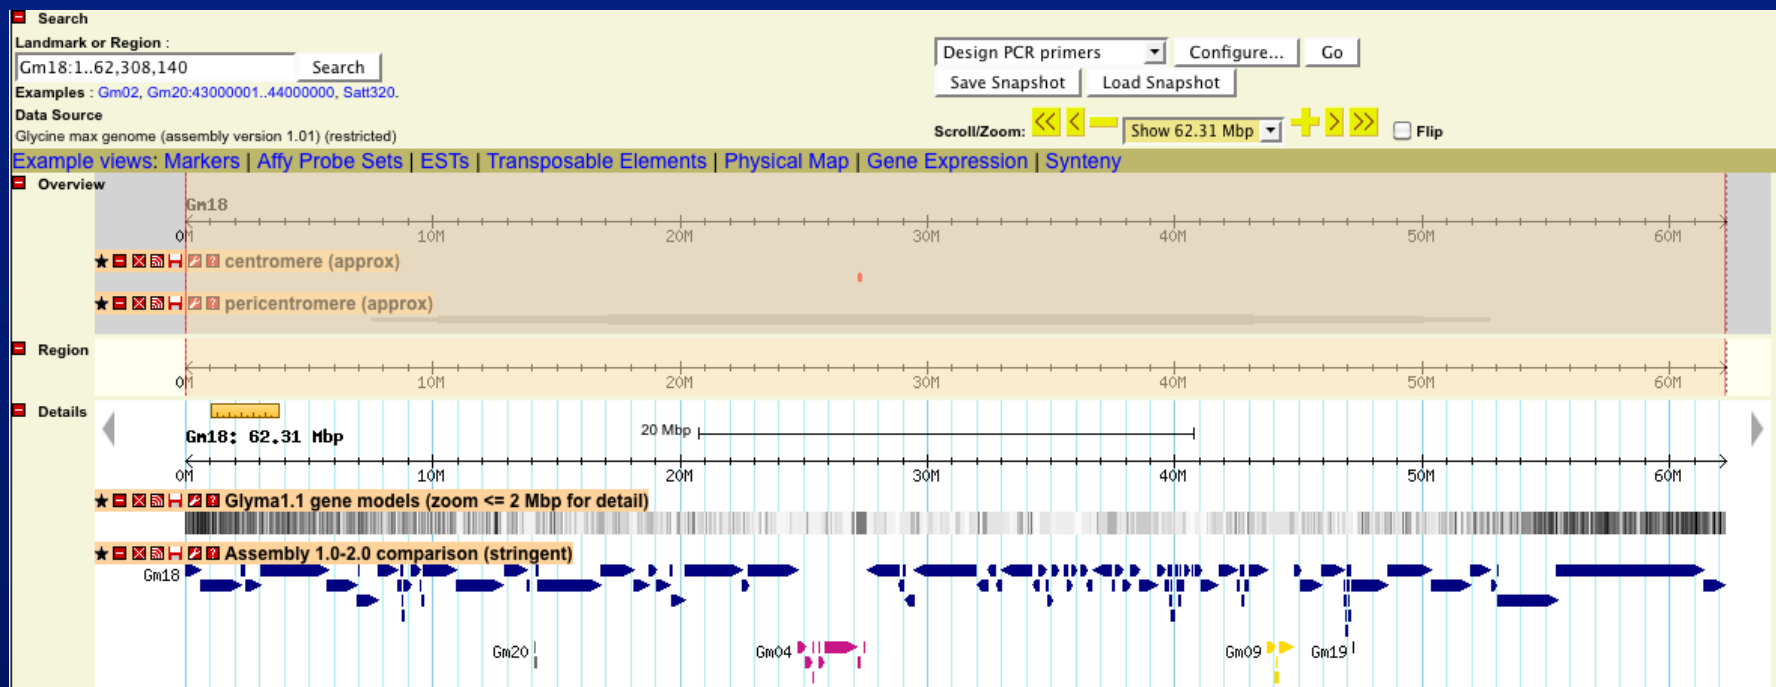 Search
Landmark or Region :
Gm18:1..62,308,140 Search
Examples : Gm02, Gm20:43000001..44000000, Satt320.
Data Source
Glycine max genome (assembly version 1.01) (restricted)
Design PCR primers Configure... Go
Save Snapshot Load Snapshot
Scroll/Zoom: << < Show 62.31 Mbp > >> Flip
Example views: Markers | Affy Probe Sets | ESTs | Transposable Elements | Physical Map | Gene Expression | Synteny
Overview
Gm18
0M 10M 20M 30M 40M 50M 60M
centromere (approx)
pericentromere (approx)
Region
0M 10M 20M 30M 40M 50M 60M
Details
Gm18: 62.31 Mbp 20 Mbp
0M 10M 20M 30M 40M 50M 60M
Glyma1.1 gene models (zoom <= 2 Mbp for detail)
Assembly 1.0-2.0 comparison (stringent)
Gm18
Gm20 Gm04 Gm09 Gm19